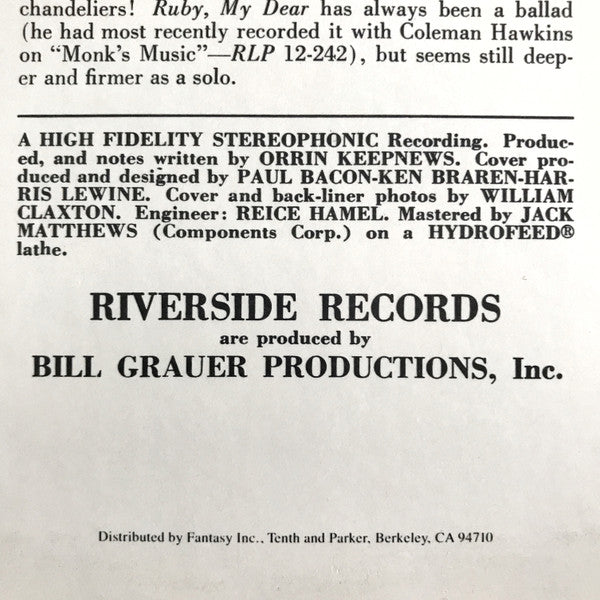 chandeliers! Ruby, My Dear has always been a ballad
(he had most recently recorded it with Coleman Hawkins
on "Monk's Music"—RLP 12-242), but seems still deep-
er and firmer as a solo.
A HIGH FIDELITY STEREOPHONIC Recording. Produc-
ed, and notes written by ORRIN KEEPNEWS. Cover pro-
duced and designed by PAUL BACON-KEN BRAREN-HAR-
RIS LEWINE. Cover and back-liner photos by WILLIAM
CLAXTON. Engineer: REICE HAMEL. Mastered by JACK
MATTHEWS (Components Corp.) on a HYDROFEED®
lathe.
RIVERSIDE RECORDS
are produced by
BILL GRAUER PRODUCTIONS, Inc.
Distributed by Fantasy Inc., Tenth and Parker, Berkeley, CA 94710